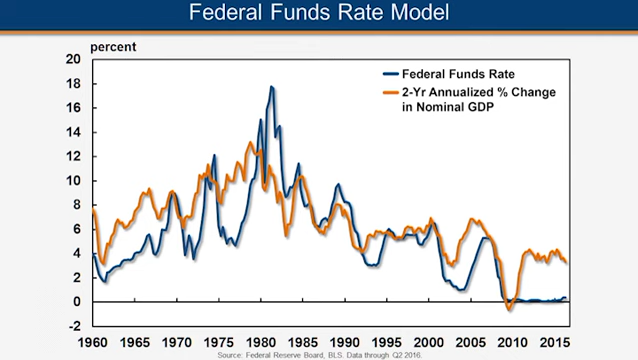 Federal Funds Rate Model
percent
20
18
16
14
12
10
8
6
4
2
0
-2
Federal Funds Rate
2-Yr Annualized % Change
in Nominal GDP
1960 1965 1970 1975 1980 1985 1990 1995 2000 2005 2010 2015
Source: Federal Reserve Board, BLS. Data through Q2 2016.